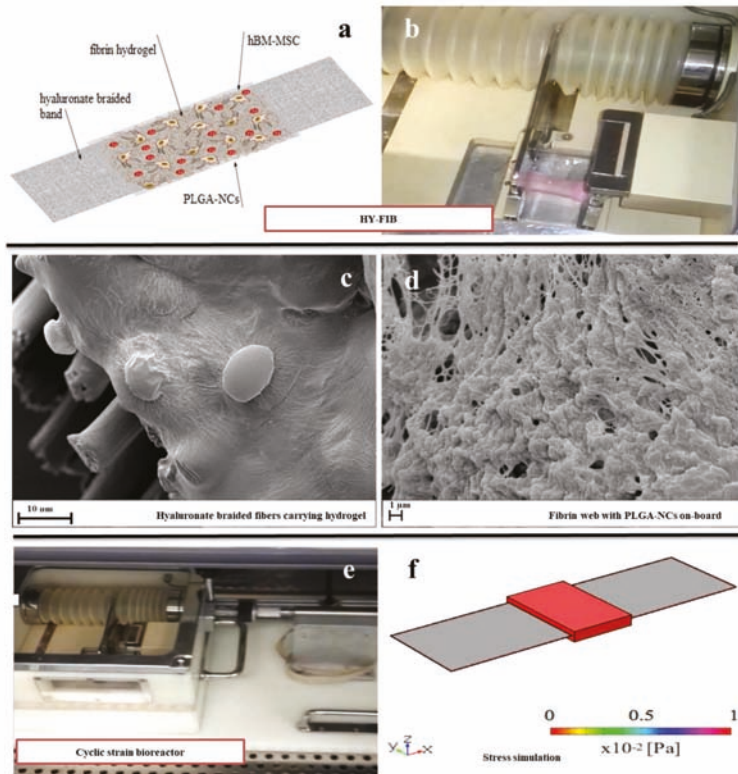 a
hBM-MSC
fibrin hydrogel
hyaluronate braided
band
PLGA-NCs
b
HY-FIB
c
10 µm
Hyaluronate braided fibers carrying hydrogel
d
1 µm
Fibrin web with PLGA-NCs on-board
e
Cyclic strain bioreactor
f
0 0.5 1
x10-2 [Pa]
y z x
Stress simulation